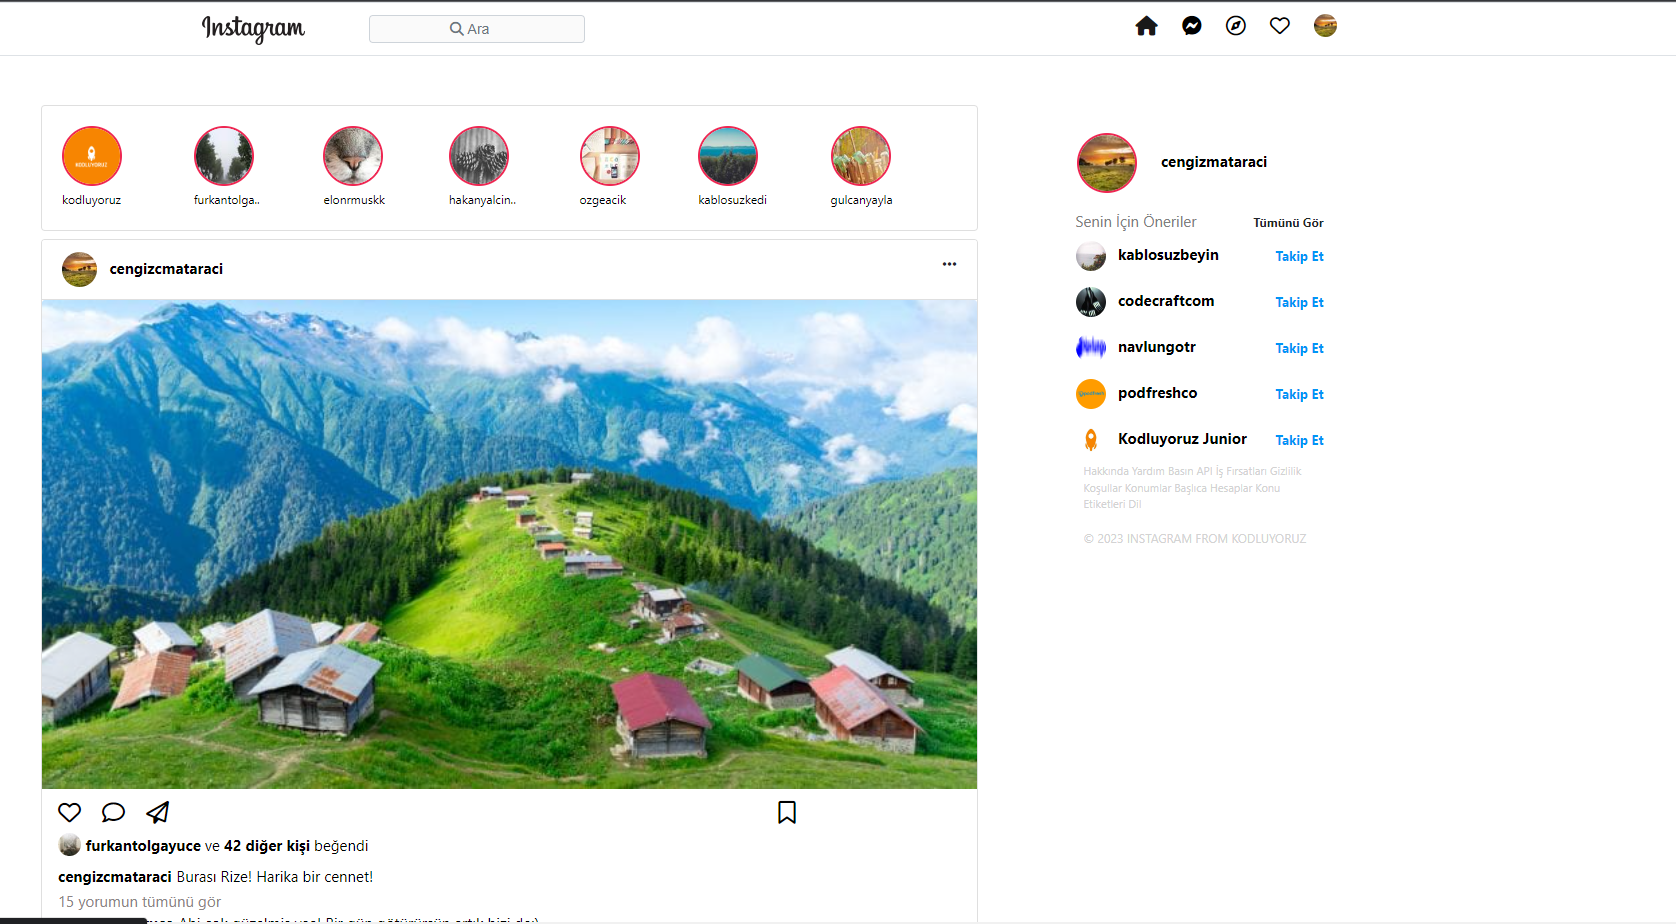 Instagram
Ara
KODLUYORUZ
kodluyoruz
furkantolga..
elonrmuskk
hakanyalcin..
ozgeacik
kablosuzkedi
gulcanyayla
cengizmataraci
Senin İçin Öneriler Tümünü Gör
kablosuzbeyin Takip Et
codecraftcom Takip Et
navlungotr Takip Et
podfreshco Takip Et
Kodluyoruz Junior Takip Et
Hakkında Yardım Basın API İş Fırsatları Gizlilik
Koşullar Konumlar Başlıca Hesaplar Konu
Etiketleri Dil
© 2023 INSTAGRAM FROM KODLUYORUZ
cengizcmataraci
furkantolgayuce ve 42 diğer kişi beğendi
cengizcmataraci Burası Rize! Harika bir cennet!
15 yorumun tümünü gör